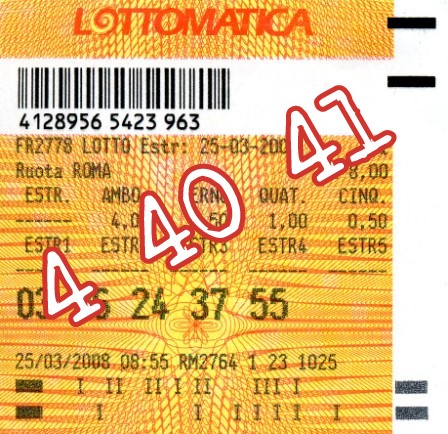 LOTTOMATICA
4128956 5423 963
FR2778 LOTTO Estr: 25-03-200
Ruota ROMA 8,00
ESTR. AMBO QUAT. CINQ.
------ 4,0 50 1,00 0,50
ESTR1 ESTR ESTR4 ESTR5
4 40 41
24 37 55
25/03/2008 08:55 RM2764 1 23 1025